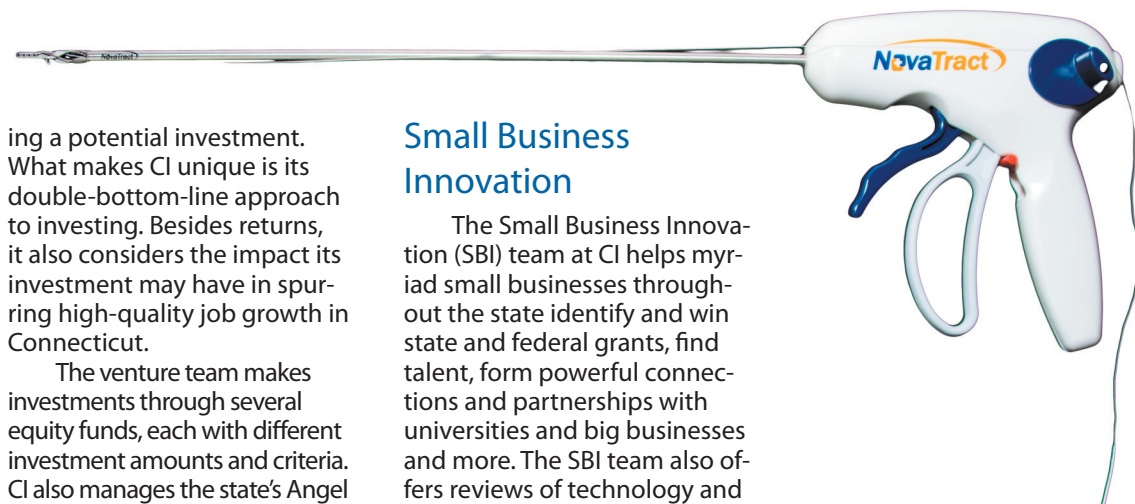 NovaTract
NovaTract
ing a potential investment.
What makes CI unique is its
double-bottom-line approach
to investing. Besides returns,
it also considers the impact its
investment may have in spur-
ring high-quality job growth in
Connecticut.
The venture team makes
investments through several
equity funds, each with different
investment amounts and criteria.
CI also manages the state's Angel
Small Business
Innovation
The Small Business Innova-
tion (SBI) team at CI helps myr-
iad small businesses through-
out the state identify and win
state and federal grants, find
talent, form powerful connec-
tions and partnerships with
universities and big businesses
and more. The SBI team also of-
fers reviews of technology and